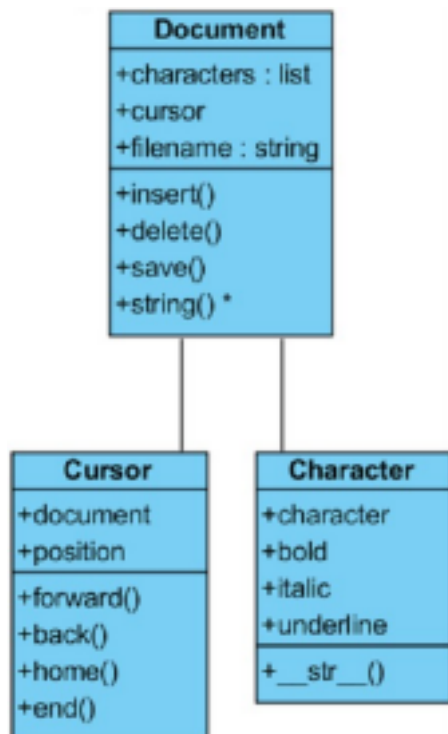 Document
+characters : list
+cursor
+filename : string
+insert()
+delete()
+save()
+string() *
Cursor
+document
+position
+forward()
+back()
+home()
+end()
Character
+character
+bold
+italic
+underline
+__str__()